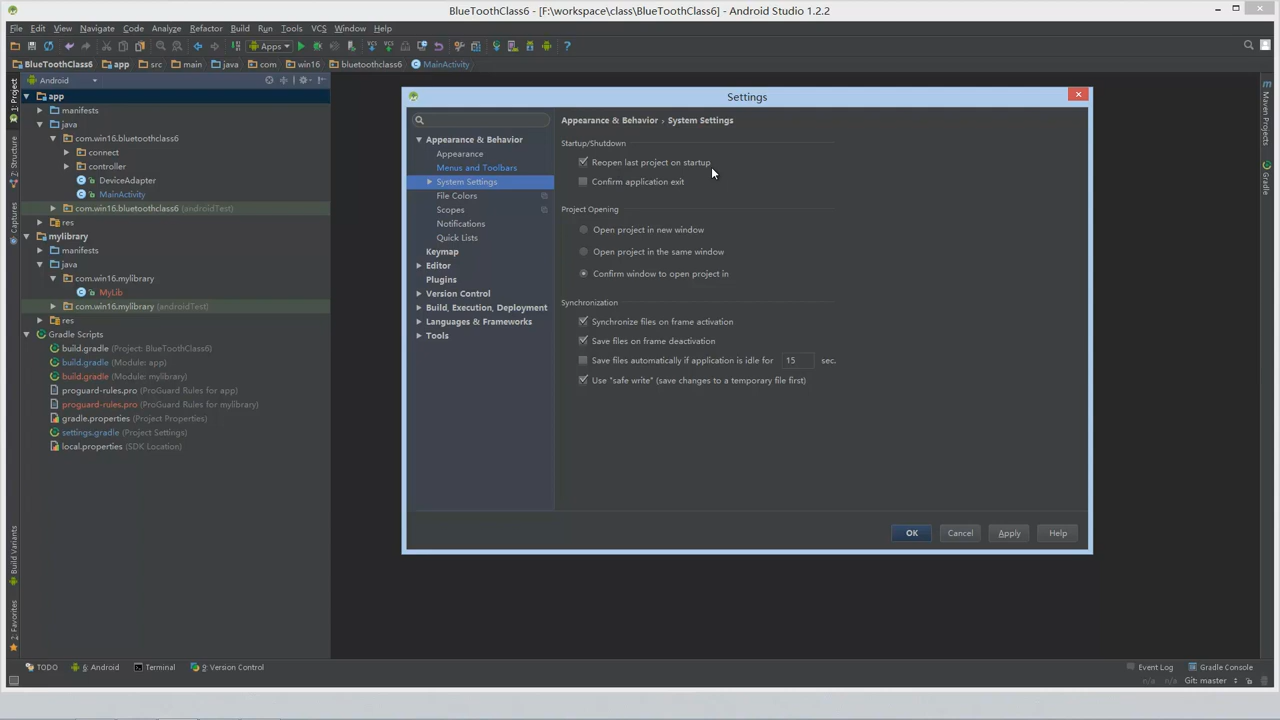 BlueToothClass6 - [F:\workspace\class\BlueToothClass6] - Android Studio 1.2.2
File Edit View Navigate Code Analyze Refactor Build Run Tools VCS Window Help
Apps
BlueToothClass6 app src main java com win16 bluetoothclass6 MainActivity
Android
1: Project
Structure
Captures
Build Variants
2: Favorites
app
manifests
java
com.win16.bluetoothclass6
connect
controller
DeviceAdapter
MainActivity
com.win16.bluetoothclass6 (androidTest)
res
mylibrary
manifests
java
com.win16.mylibrary
MyLib
com.win16.mylibrary (androidTest)
res
Gradle Scripts
build.gradle (Project: BlueToothClass6)
build.gradle (Module: app)
build.gradle (Module: mylibrary)
proguard-rules.pro (ProGuard Rules for app)
proguard-rules.pro (ProGuard Rules for mylibrary)
gradle.properties (Project Properties)
settings.gradle (Project Settings)
local.properties (SDK Location)
Settings
Appearance & Behavior
Appearance
Menus and Toolbars
System Settings
File Colors
Scopes
Notifications
Quick Lists
Keymap
Editor
Plugins
Version Control
Build, Execution, Deployment
Languages & Frameworks
Tools
Appearance & Behavior › System Settings
Startup/Shutdown
Reopen last project on startup
Confirm application exit
Project Opening
Open project in new window
Open project in the same window
Confirm window to open project in
Synchronization
Synchronize files on frame activation
Save files on frame deactivation
Save files automatically if application is idle for 15 sec.
Use "safe write" (save changes to a temporary file first)
OK Cancel Apply Help
Maven Projects
Gradle
TODO 6: Android Terminal 9: Version Control Event Log Gradle Console
n/a n/a Git: master